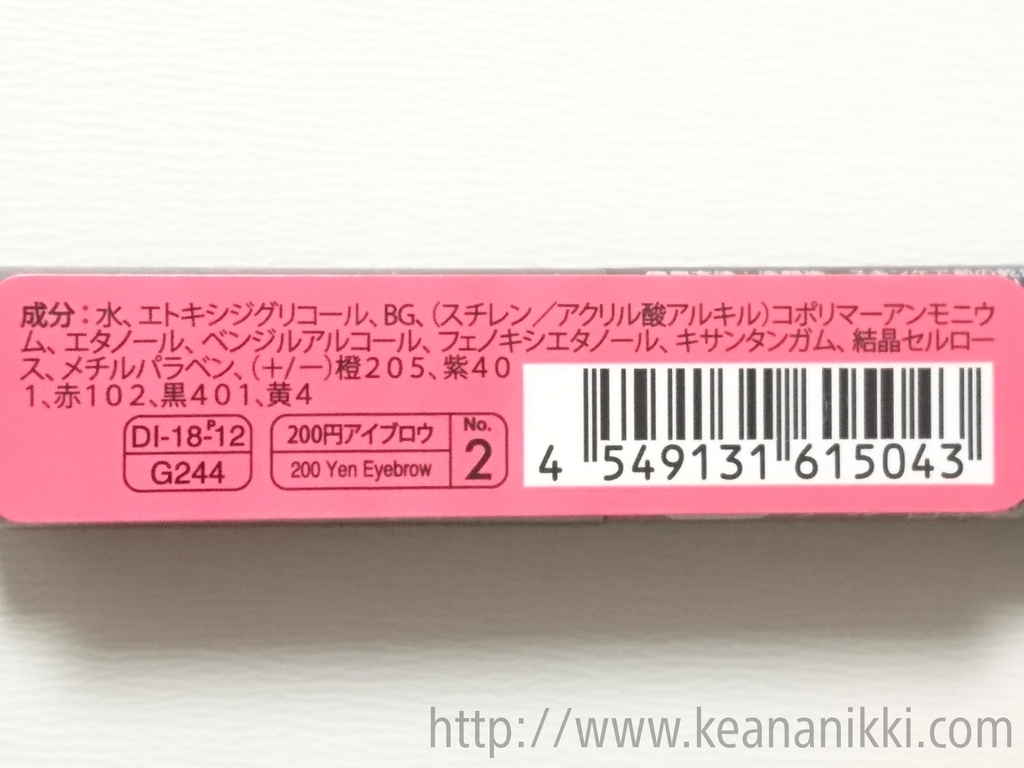 成分：水、エトキシジグリコール、BG、（スチレン／アクリル酸アルキル）コポリマーアンモニウ
ム、エタノール、ベンジルアルコール、フェノキシエタノール、キサンタンガム、結晶セルロー
ス、メチルパラベン、（+/ー）橙２０５、紫４０
１、赤１０２、黒４０１、黄４
DI-18-P12
G244
200円アイブロウ
200 Yen Eyebrow
No.
2
4 549131 615043
http://www.keananikki.com